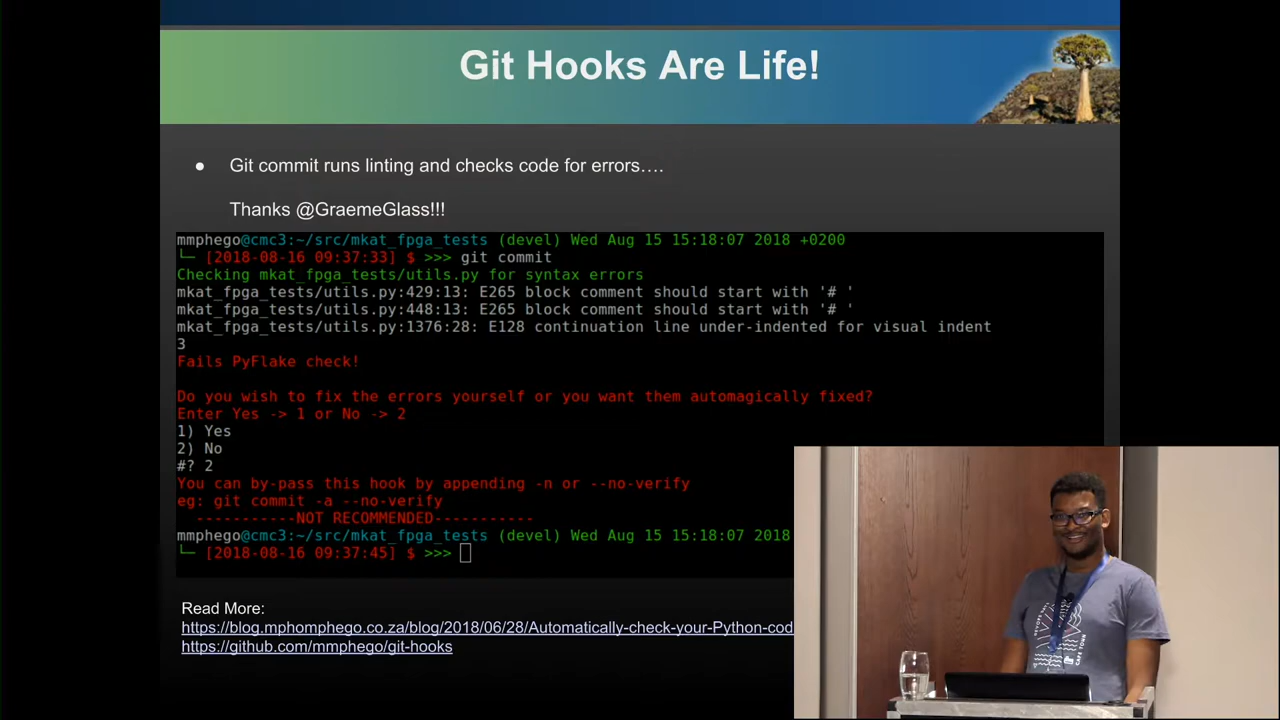 Git Hooks Are Life!
● Git commit runs linting and checks code for errors….
Thanks @GraemeGlass!!!
mmphego@cmc3:~/src/mkat_fpga_tests (devel) Wed Aug 15 15:18:07 2018 +0200
└─ [2018-08-16 09:37:33] $ >>> git commit
Checking mkat_fpga_tests/utils.py for syntax errors
mkat_fpga_tests/utils.py:429:13: E265 block comment should start with '# '
mkat_fpga_tests/utils.py:448:13: E265 block comment should start with '# '
mkat_fpga_tests/utils.py:1376:28: E128 continuation line under-indented for visual indent
3
Fails PyFlake check!
Do you wish to fix the errors yourself or you want them automagically fixed?
Enter Yes -> 1 or No -> 2
1) Yes
2) No
#? 2
You can by-pass this hook by appending -n or --no-verify
eg: git commit -a --no-verify
-----------NOT RECOMMENDED-----------
mmphego@cmc3:~/src/mkat_fpga_tests (devel) Wed Aug 15 15:18:07 2018
└─ [2018-08-16 09:37:45] $ >>>
Read More:
https://blog.mphomphego.co.za/blog/2018/06/28/Automatically-check-your-Python-cod
https://github.com/mmphego/git-hooks
CAPE TOWN